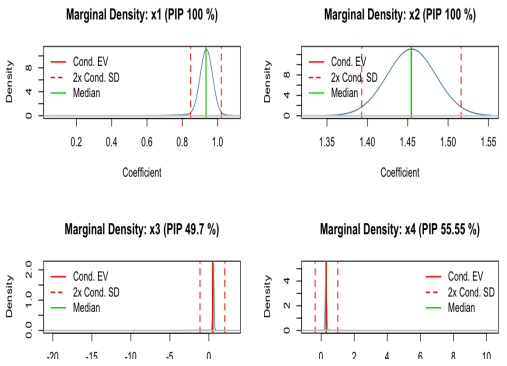 Marginal Density: x1 (PIP 100 %)
Density
0 4 8
Cond. EV
2x Cond. SD
Median
0.2 0.4 0.6 0.8 1.0
Coefficient
Marginal Density: x2 (PIP 100 %)
Density
0 4 8
Cond. EV
2x Cond. SD
Median
1.35 1.40 1.45 1.50 1.55
Coefficient
Marginal Density: x3 (PIP 49.7 %)
Density
0.0 1.0 2.0
Cond. EV
2x Cond. SD
Median
-20 -15 -10 -5 0
Marginal Density: x4 (PIP 55.55 %)
Density
0 2 4
Cond. EV
2x Cond. SD
Median
0 2 4 6 8 10